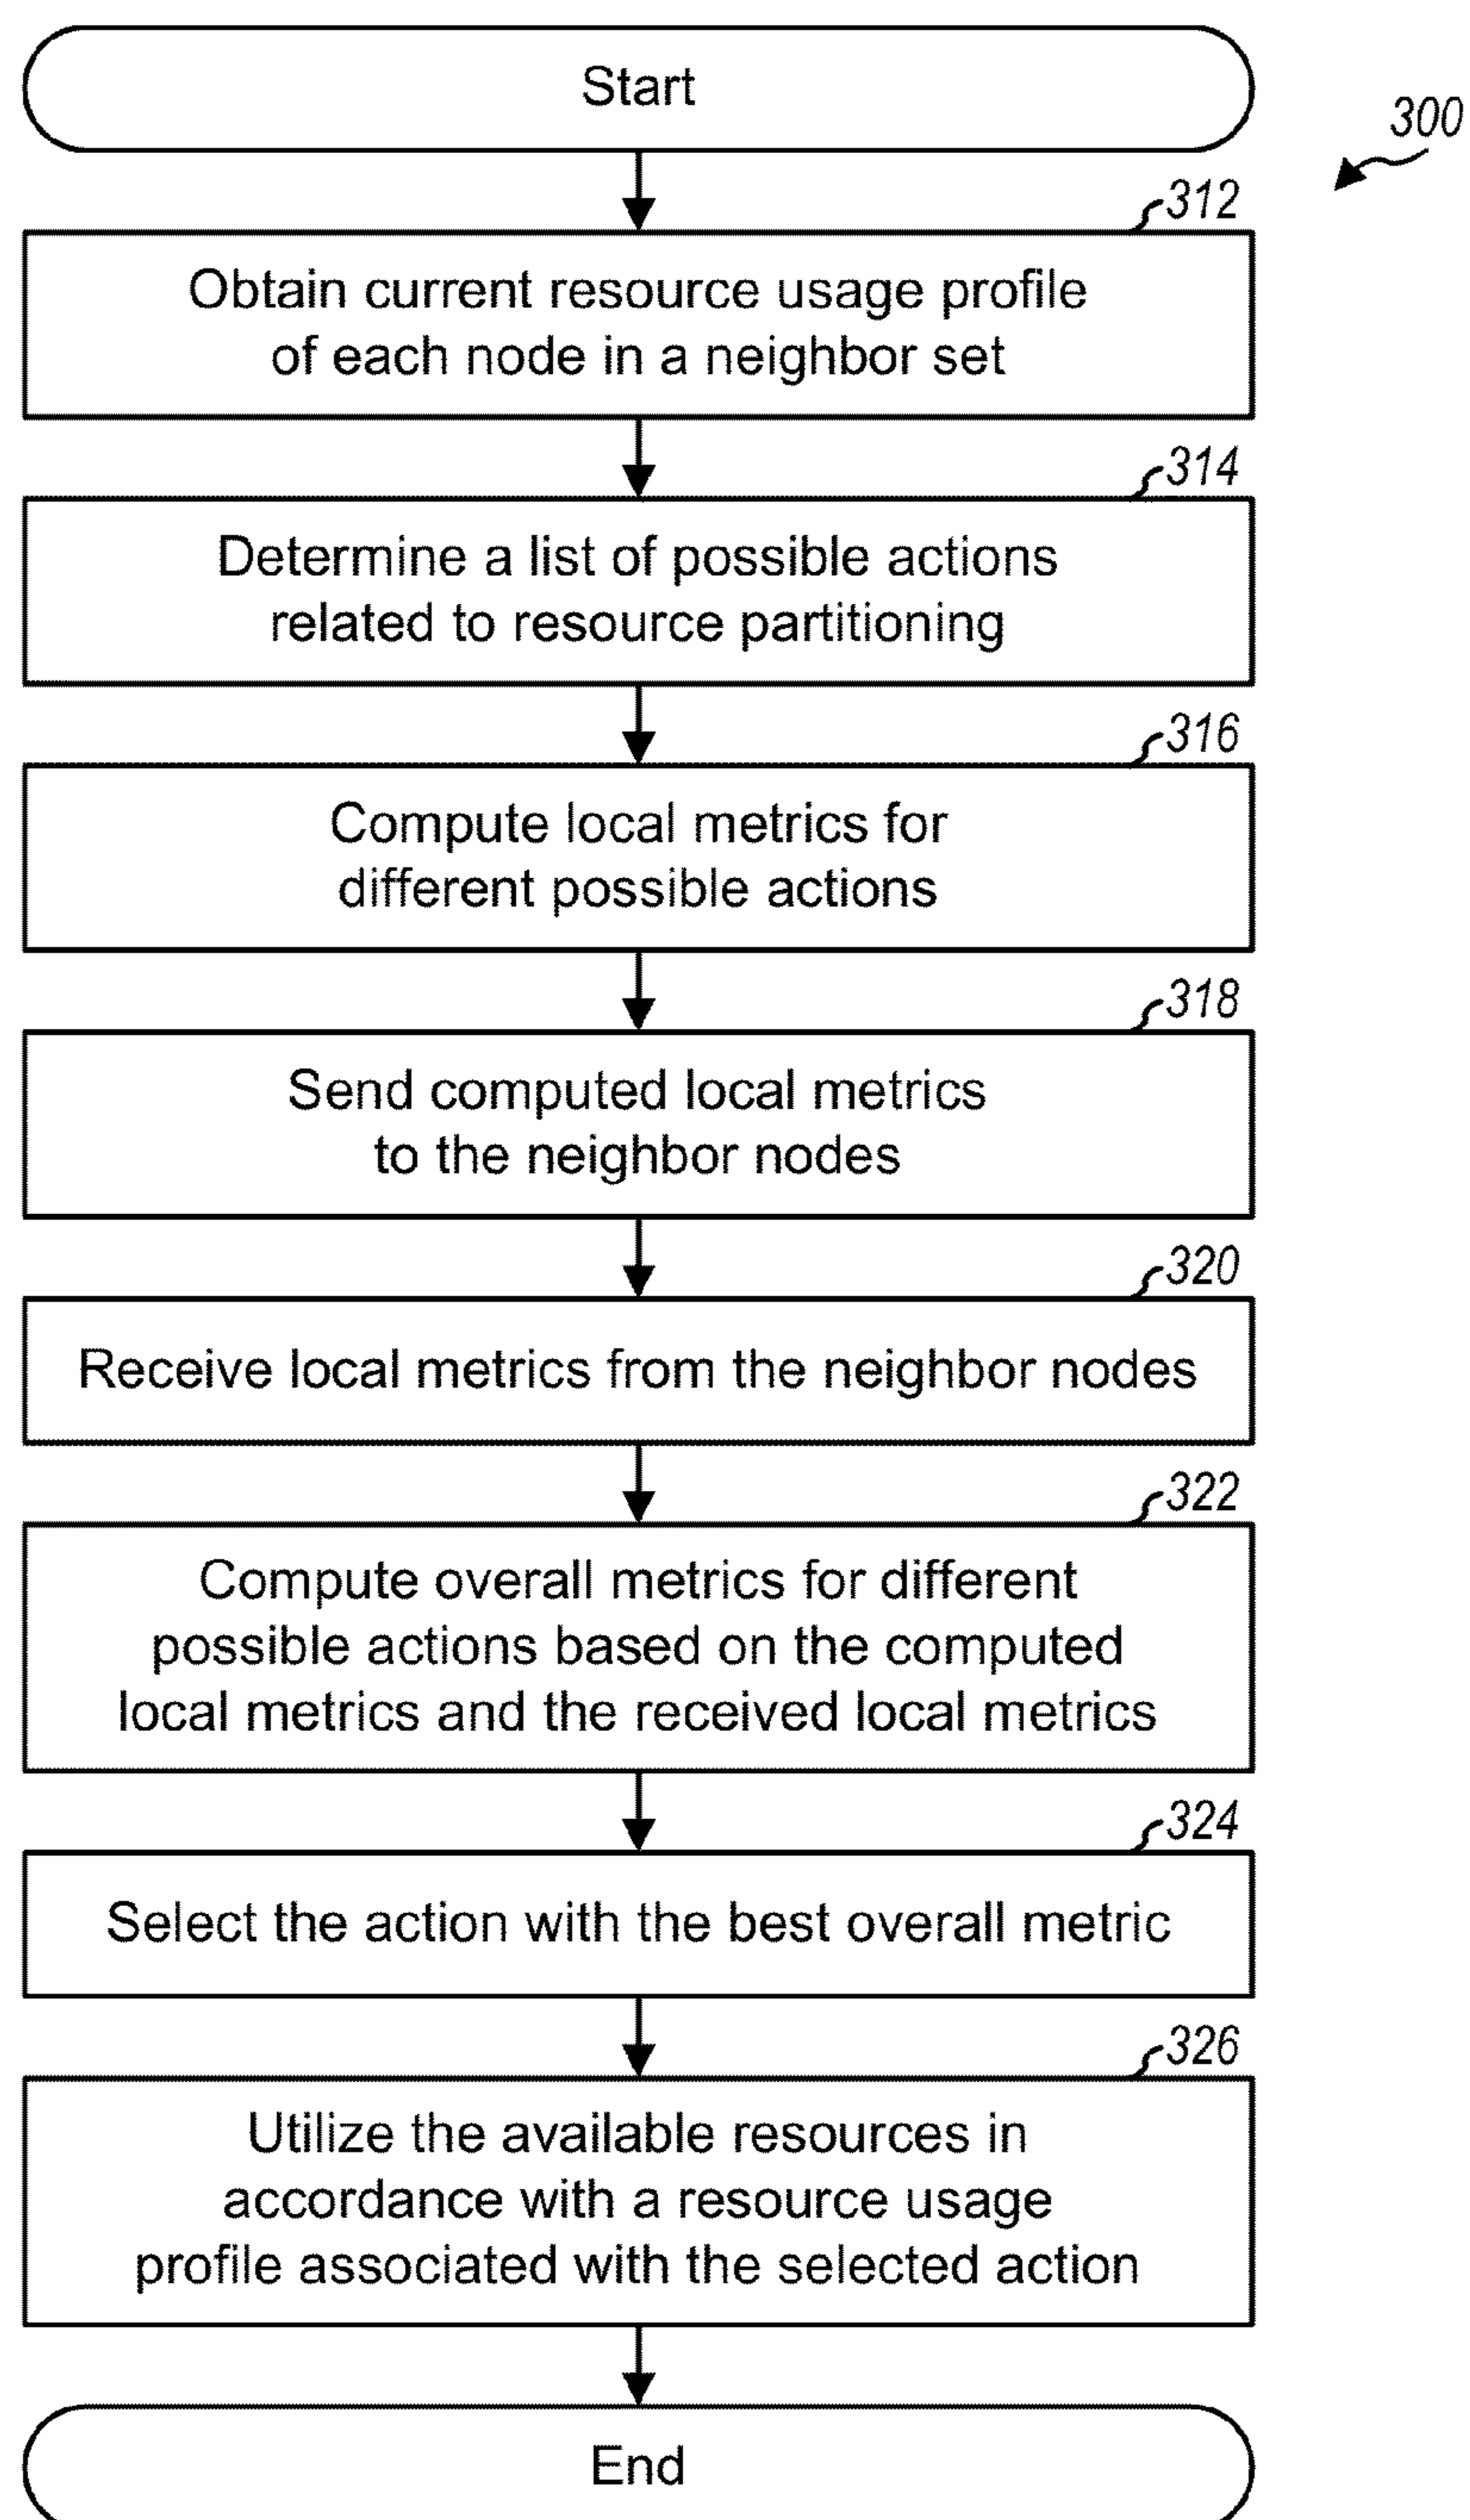 Start
300
312
Obtain current resource usage profile
of each node in a neighbor set
314
Determine a list of possible actions
related to resource partitioning
316
Compute local metrics for
different possible actions
318
Send computed local metrics
to the neighbor nodes
320
Receive local metrics from the neighbor nodes
322
Compute overall metrics for different
possible actions based on the computed
local metrics and the received local metrics
324
Select the action with the best overall metric
326
Utilize the available resources in
accordance with a resource usage
profile associated with the selected action
End